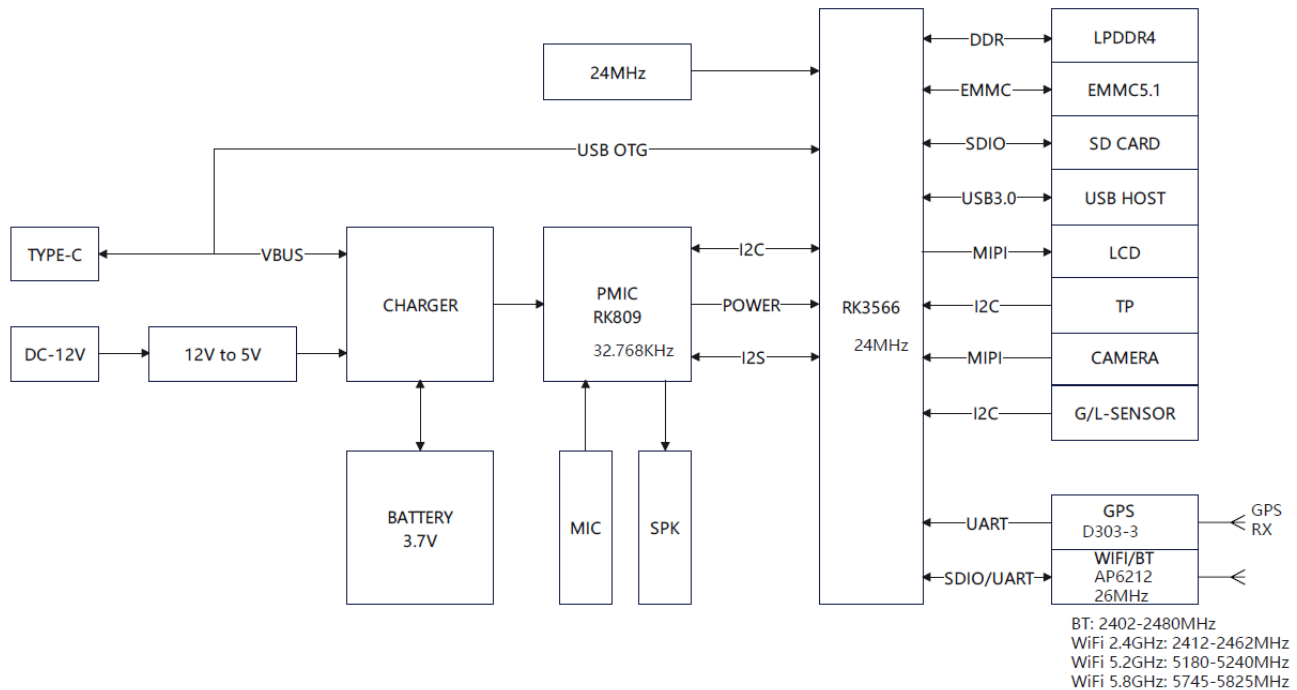 24MHz
USB OTG
TYPE-C
VBUS
DC-12V
12V to 5V
CHARGER
BATTERY
3.7V
PMIC
RK809
32.768KHz
MIC
SPK
I2C
POWER
I2S
RK3566
24MHz
DDR
LPDDR4
EMMC
EMMC5.1
SDIO
SD CARD
USB3.0
USB HOST
MIPI
LCD
I2C
TP
MIPI
CAMERA
I2C
G/L-SENSOR
UART
GPS
D303-3
GPS
RX
SDIO/UART
WIFI/BT
AP6212
26MHz
BT: 2402-2480MHz
WiFi 2.4GHz: 2412-2462MHz
WiFi 5.2GHz: 5180-5240MHz
WiFi 5.8GHz: 5745-5825MHz